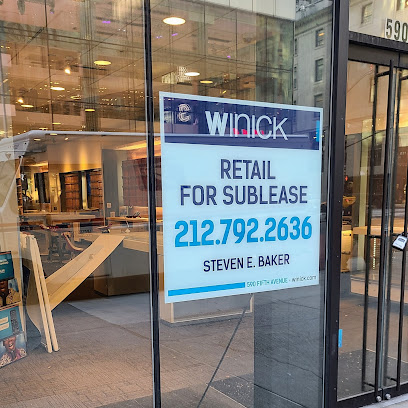 590
WINICK
RETAIL
FOR SUBLEASE
212.792.2636
STEVEN E. BAKER
590 FIFTH AVENUE - winick.com